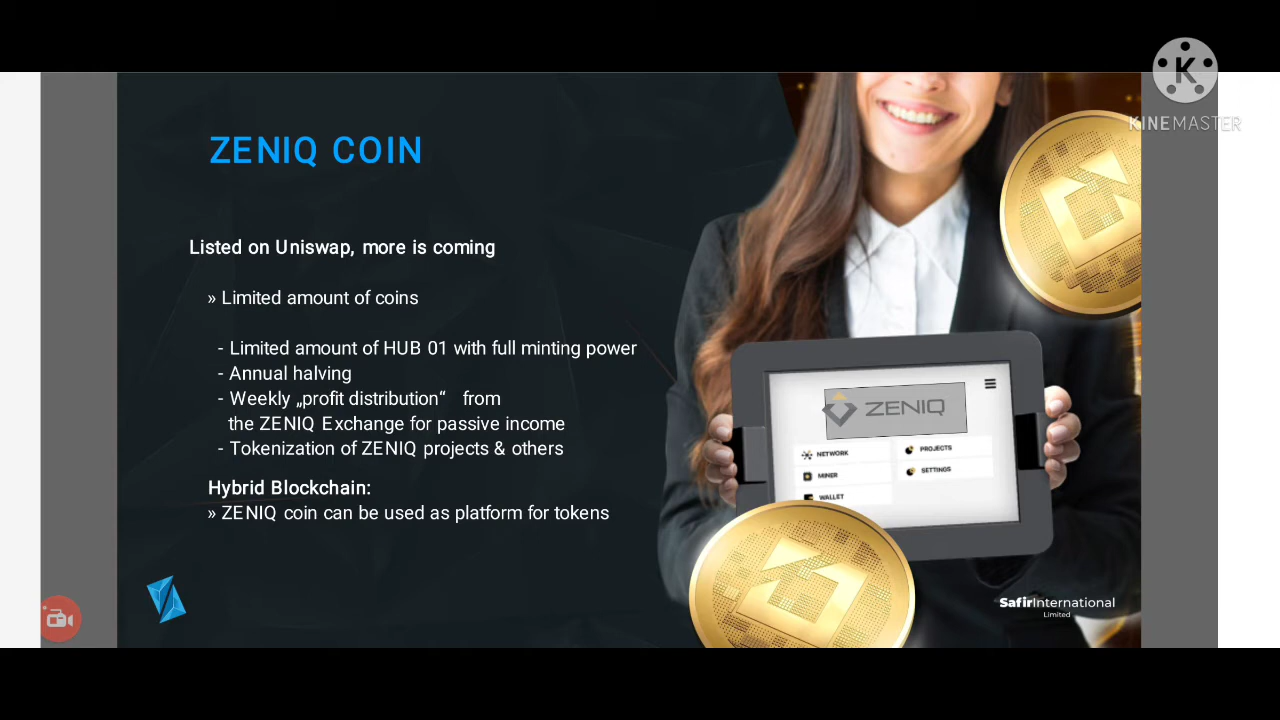 ZENIQ COIN
Listed on Uniswap, more is coming
» Limited amount of coins
- Limited amount of HUB 01 with full minting power
- Annual halving
- Weekly „profit distribution“ from
the ZENIQ Exchange for passive income
- Tokenization of ZENIQ projects & others
Hybrid Blockchain:
» ZENIQ coin can be used as platform for tokens
K
KINEMASTER
ZENIQ
NETWORK
PROJECTS
MINER
SETTINGS
WALLET
SafirInternational
Limited